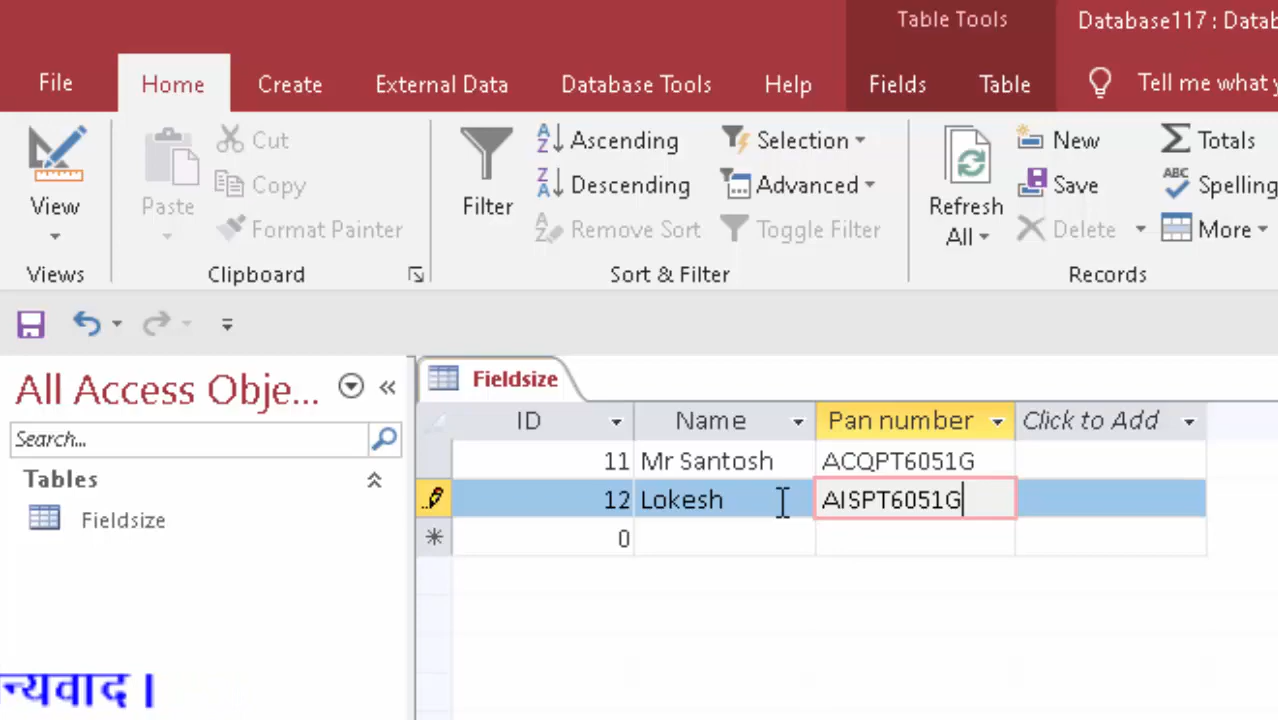 Table Tools Database117 : Datab
File Home Create External Data Database Tools Help Fields Table Tell me what y
View Paste Cut Copy Format Painter Filter Ascending Descending Remove Sort Selection Advanced Toggle Filter Refresh All New Save Delete Totals Spelling More
Views Clipboard Sort & Filter Records
All Access Obje...
Search...
Tables
Fieldsize
Fieldsize
ID Name Pan number Click to Add
11 Mr Santosh ACQPT6051G
12 Lokesh AISPT6051G
0
न्यवाद ।